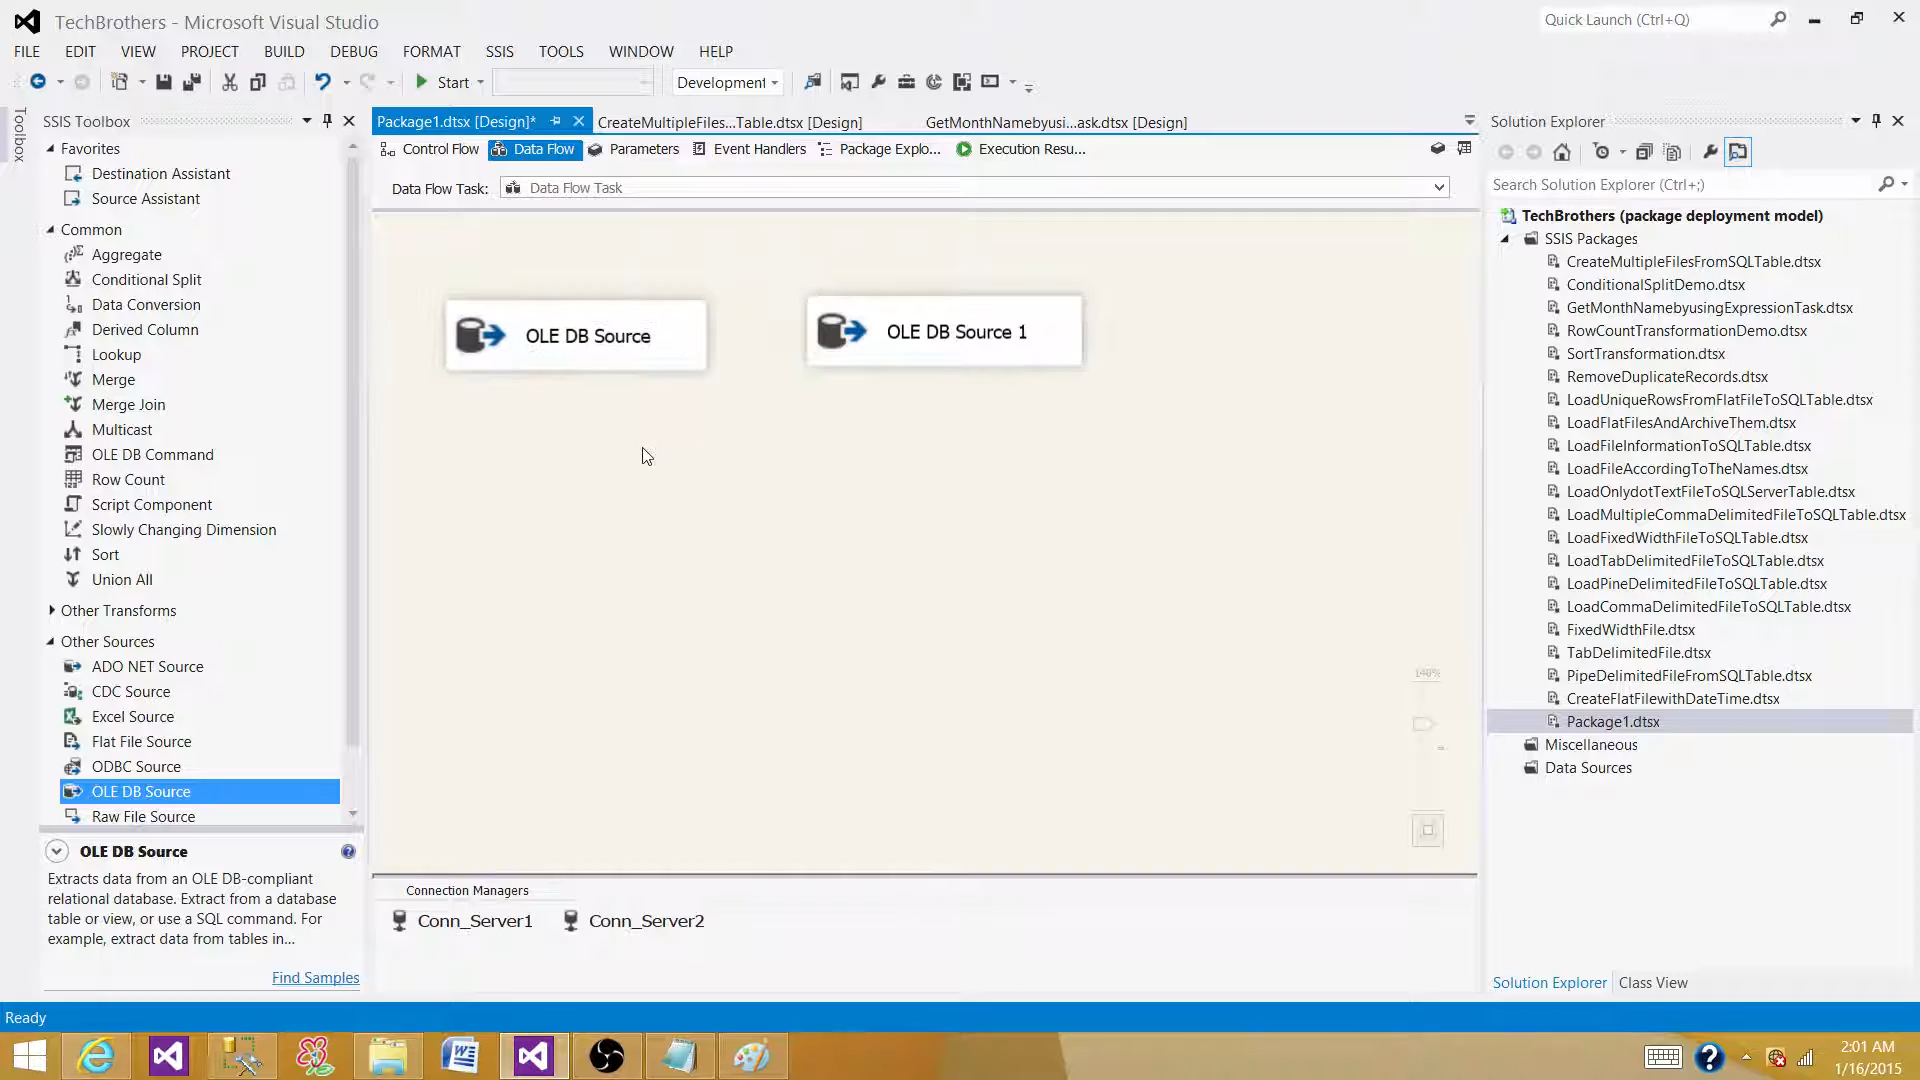 TechBrothers - Microsoft Visual Studio
Quick Launch (Ctrl+Q)
FILE EDIT VIEW PROJECT BUILD DEBUG FORMAT SSIS TOOLS WINDOW HELP
Start Development
Toolbox
SSIS Toolbox
Favorites
Destination Assistant
Source Assistant
Common
Aggregate
Conditional Split
Data Conversion
Derived Column
Lookup
Merge
Merge Join
Multicast
OLE DB Command
Row Count
Script Component
Slowly Changing Dimension
Sort
Union All
Other Transforms
Other Sources
ADO NET Source
CDC Source
Excel Source
Flat File Source
ODBC Source
OLE DB Source
Raw File Source
OLE DB Source
Extracts data from an OLE DB-compliant
relational database. Extract from a database
table or view, or use a SQL command. For
example, extract data from tables in...
Find Samples
Package1.dtsx [Design]* CreateMultipleFiles...Table.dtsx [Design] GetMonthNamebyusi....ask.dtsx [Design]
Control Flow Data Flow Parameters Event Handlers Package Explo... Execution Resu...
Data Flow Task: Data Flow Task
OLE DB Source
OLE DB Source 1
140%
Connection Managers
Conn_Server1 Conn_Server2
Solution Explorer
Search Solution Explorer (Ctrl+;)
TechBrothers (package deployment model)
SSIS Packages
CreateMultipleFilesFromSQLTable.dtsx
ConditionalSplitDemo.dtsx
GetMonthNamebyusingExpressionTask.dtsx
RowCountTransformationDemo.dtsx
SortTransformation.dtsx
RemoveDuplicateRecords.dtsx
LoadUniqueRowsFromFlatFileToSQLTable.dtsx
LoadFlatFilesAndArchiveThem.dtsx
LoadFileInformationToSQLTable.dtsx
LoadFileAccordingToTheNames.dtsx
LoadOnlydotTextFileToSQLServerTable.dtsx
LoadMultipleCommaDelimitedFileToSQLTable.dtsx
LoadFixedWidthFileToSQLTable.dtsx
LoadTabDelimitedFileToSQLTable.dtsx
LoadPineDelimitedFileToSQLTable.dtsx
LoadCommaDelimitedFileToSQLTable.dtsx
FixedWidthFile.dtsx
TabDelimitedFile.dtsx
PipeDelimitedFileFromSQLTable.dtsx
CreateFlatFilewithDateTime.dtsx
Package1.dtsx
Miscellaneous
Data Sources
Solution Explorer Class View
Ready
2:01 AM
1/16/2015